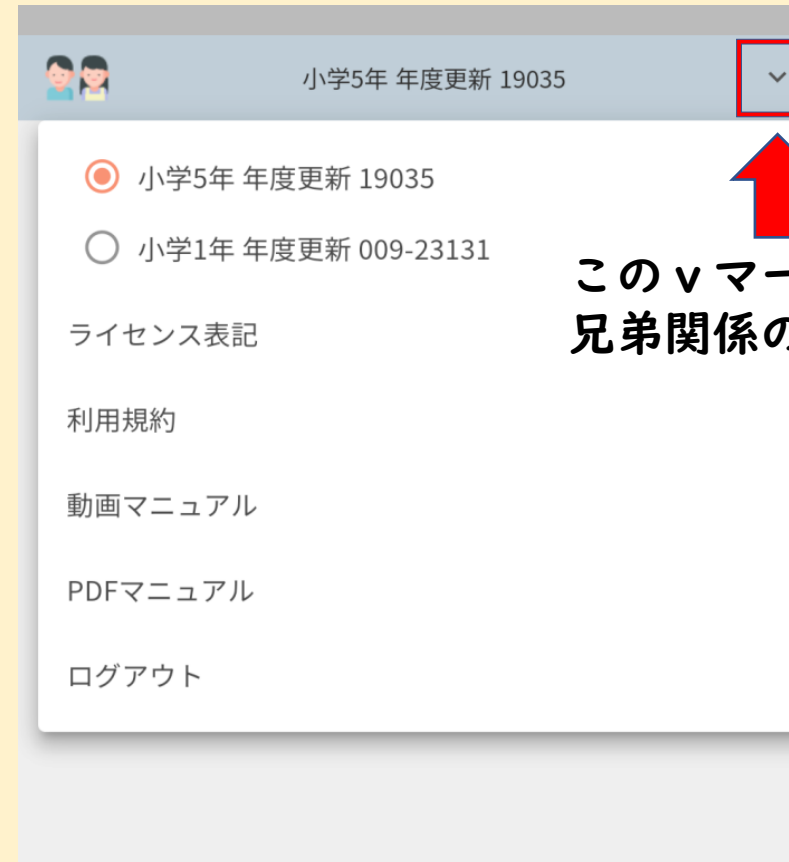 小学5年 年度更新 19035
小学5年 年度更新 19035
小学1年 年度更新 009-23131
このvマー
兄弟関係の
ライセンス表記
利用規約
動画マニュアル
PDFマニュアル
ログアウト